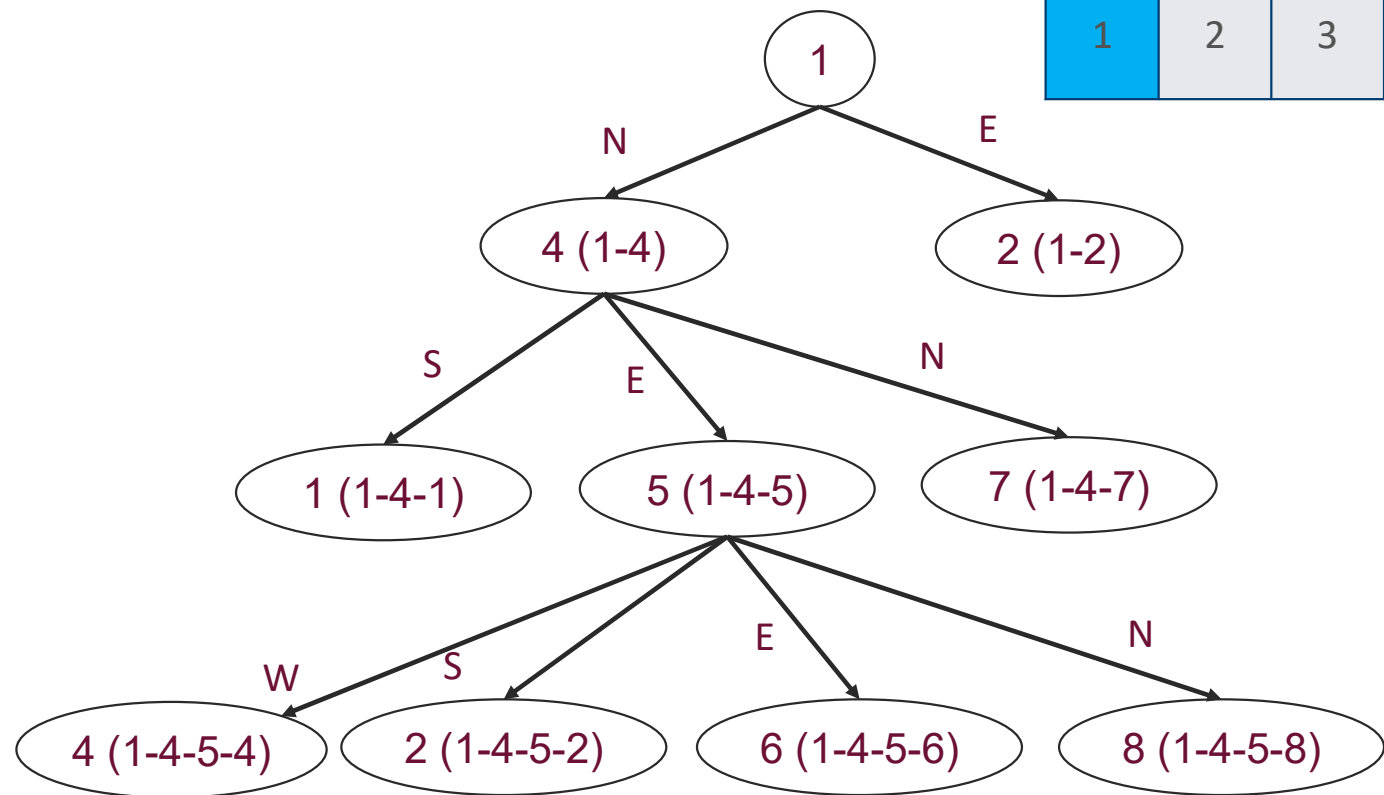 1 2 3
1
N E
4 (1-4) 2 (1-2)
S E N
1 (1-4-1) 5 (1-4-5) 7 (1-4-7)
W S E N
4 (1-4-5-4) 2 (1-4-5-2) 6 (1-4-5-6) 8 (1-4-5-8)